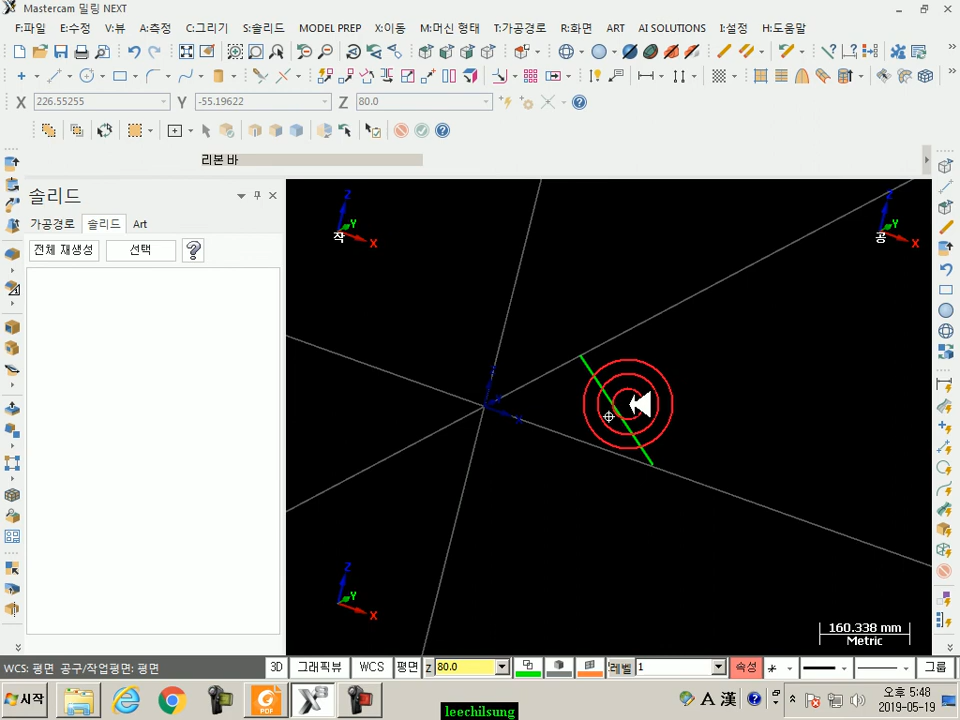 Mastercam 밀링 NEXT
F:파일 E:수정 V:뷰 A:측정 C:그리기 S:솔리드 MODEL PREP X:이동 M:머신 형태 T:가공경로 R:화면 ART AI SOLUTIONS I:설정 H:도움말
X 226.55255 Y -55.19622 Z 80.0
리본 바
솔리드
가공경로 솔리드 Art
전체 재생성 선택
Z
Y
X
작
Z
Y
X
공
Z
Y
X
160.338 mm
Metric
WCS: 평면 공구/작업평면: 평면 3D 그래픽뷰 WCS 평면 Z 80.0 레벨 1 속성 그룹
시작 PDF A 漢 오후 5:48
2019-05-19
leechilsung